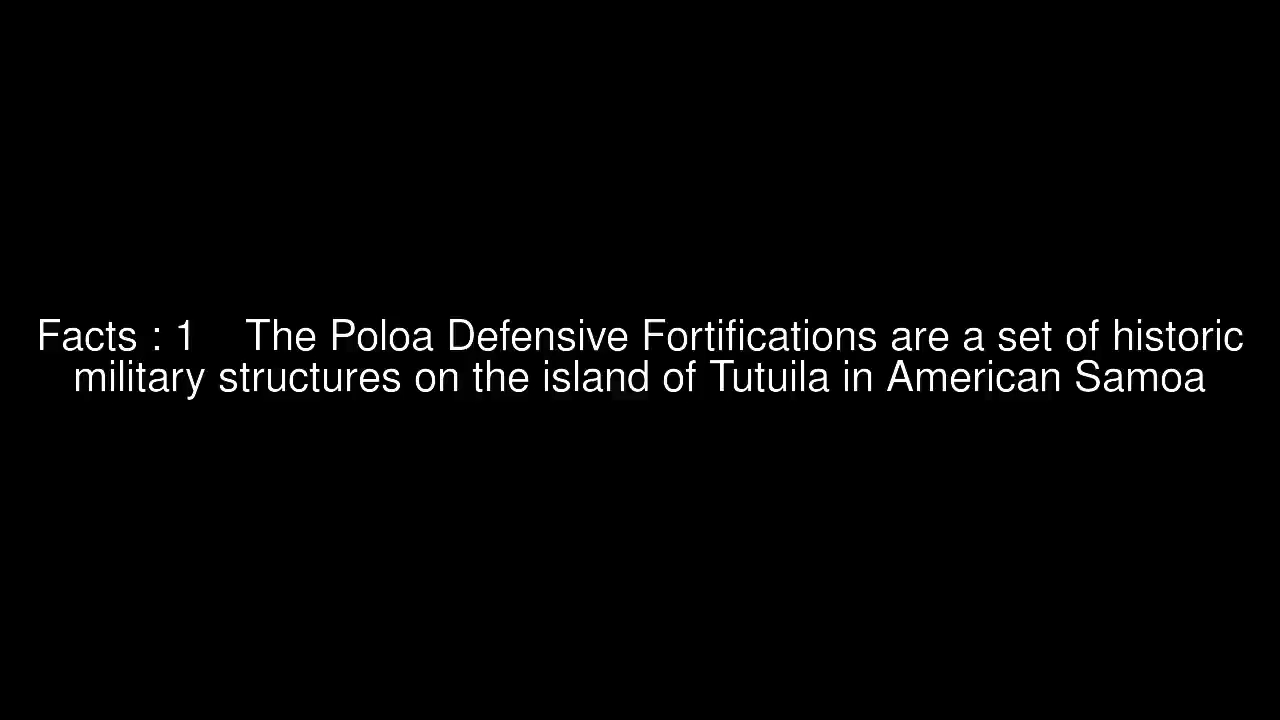 Facts : 1    The Poloa Defensive Fortifications are a set of historic
military structures on the island of Tutuila in American Samoa